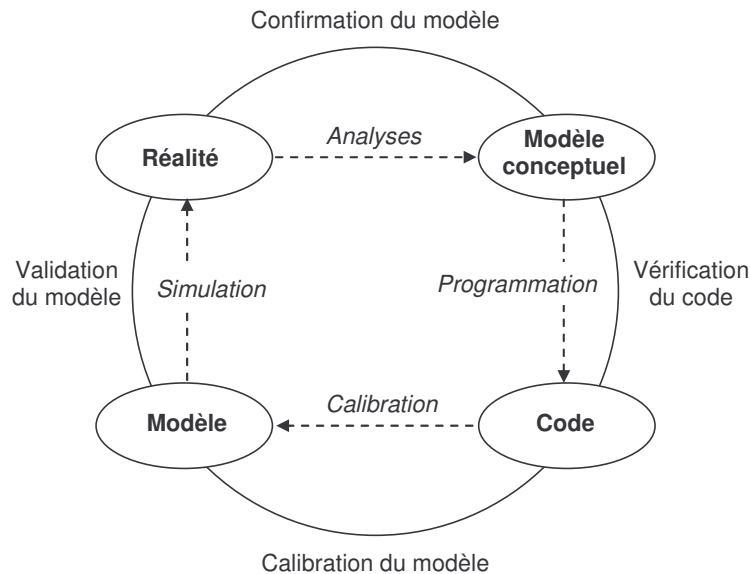 Confirmation du modèle
Analyses
Réalité
Modèle
conceptuel
Validation
du modèle
Simulation
Programmation
Vérification
du code
Calibration
Modèle
Code
Calibration du modèle